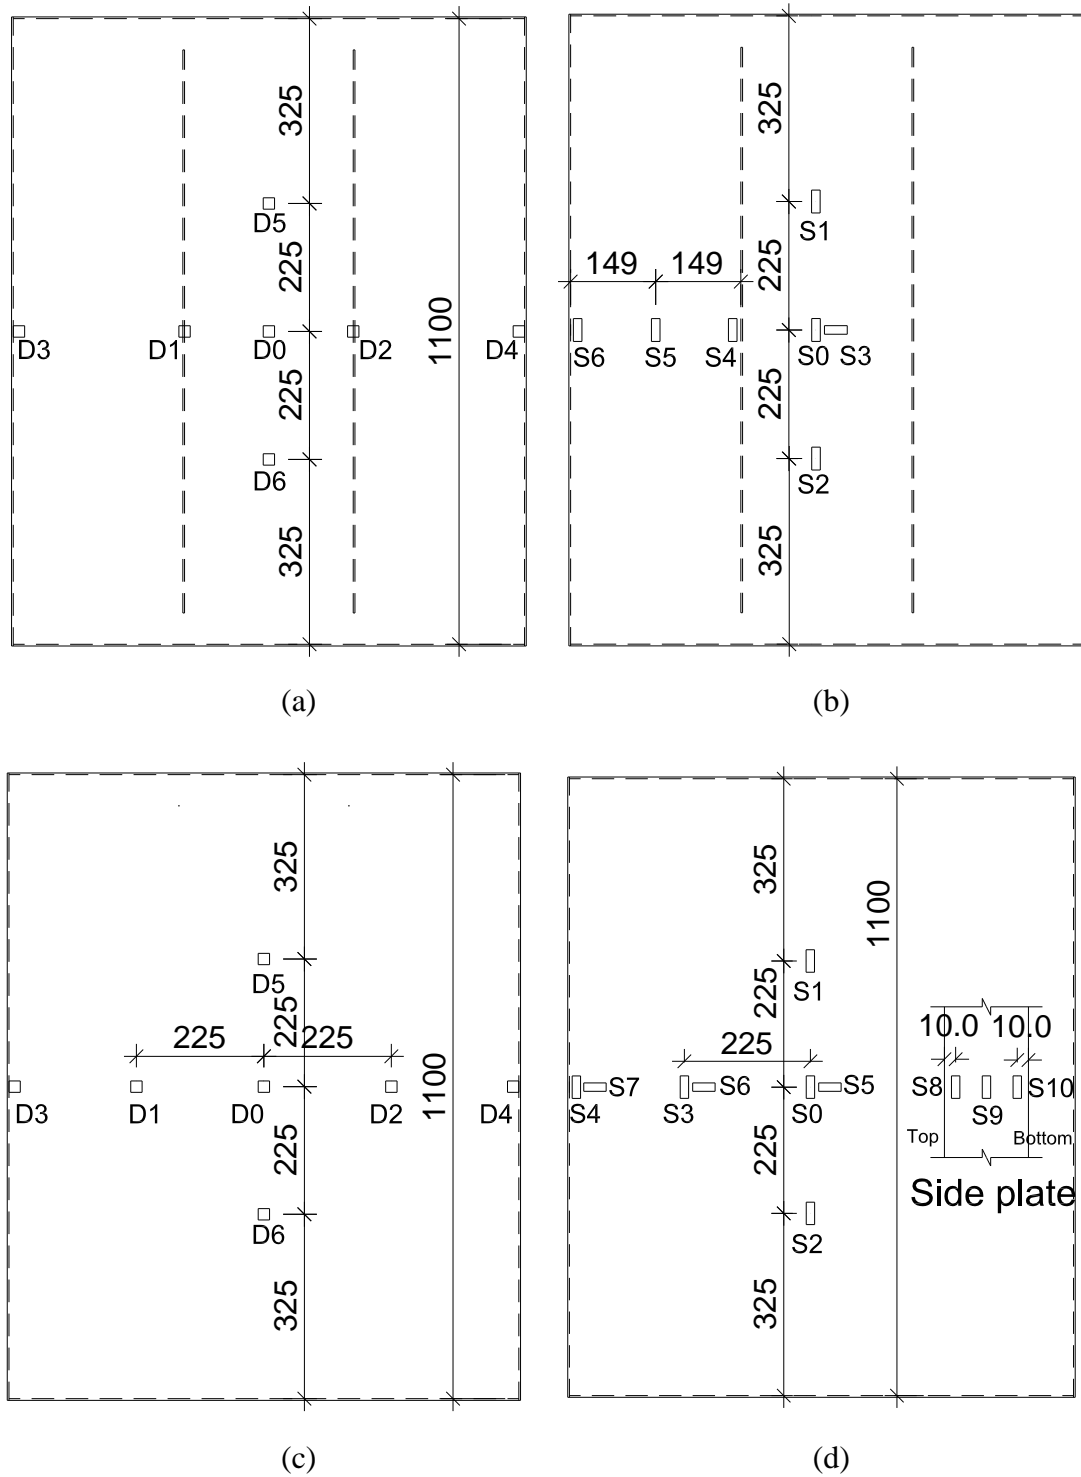 325
D5
225
1100
D3
D1
D0
D2
D4
225
D6
325
(a)
325
S1
149
149
225
S6
S5
S4
S0
S3
225
S2
325
(b)
325
D5
225
225
225
1100
D3
D1
D0
D2
D4
225
D6
325
(c)
325
1100
S1
225
225
10.0
10.0
S7
S6
S5
S8
S10
S4
S3
S0
S9
Top
Bottom
225
Side plate
S2
325
(d)